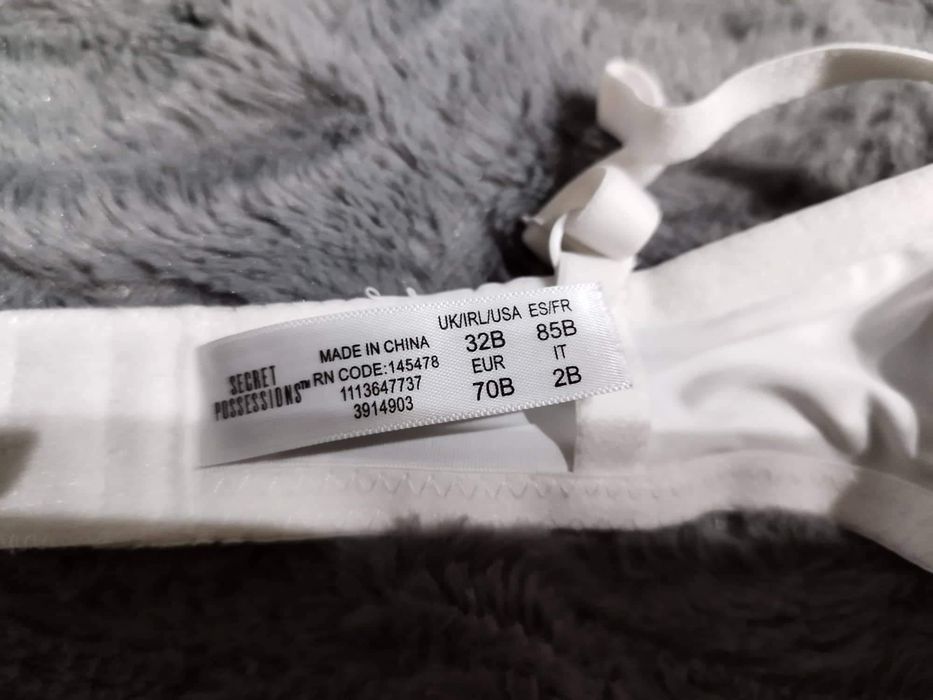 SECRET
POSSESSIONS™
MADE IN CHINA
RN CODE:145478
1113647737
3914903
UK/IRL/USA
32B
EUR
70B
ES/FR
85B
IT
2B